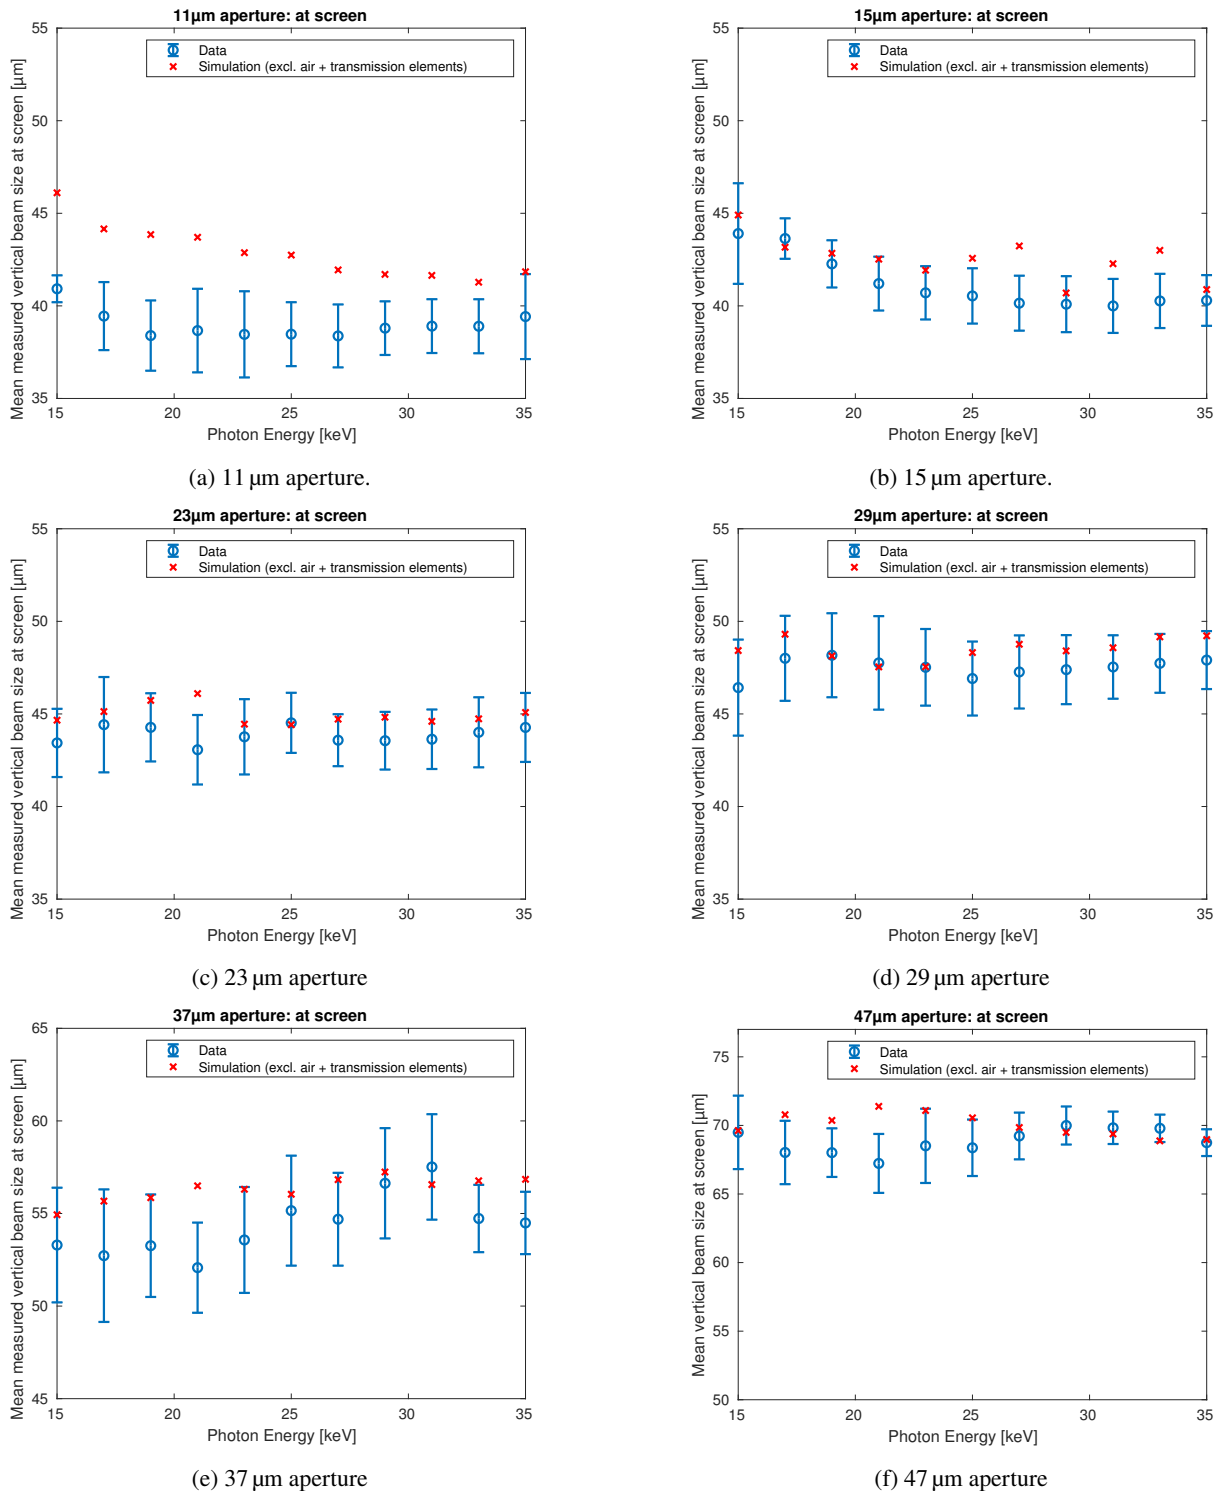 11µm aperture: at screen
Mean measured vertical beam size at screen [µm]
55
50
45
40
35
Data
Simulation (excl. air + transmission elements)
15 20 25 30 35
Photon Energy [keV]
(a) 11 µm aperture.
15µm aperture: at screen
Mean measured vertical beam size at screen [µm]
55
50
45
40
35
Data
Simulation (excl. air + transmission elements)
15 20 25 30 35
Photon Energy [keV]
(b) 15 µm aperture.
23µm aperture: at screen
Mean measured vertical beam size at screen [µm]
55
50
45
40
35
Data
Simulation (excl. air + transmission elements)
15 20 25 30 35
Photon Energy [keV]
(c) 23 µm aperture
29µm aperture: at screen
Mean measured vertical beam size at screen [µm]
55
50
45
40
35
Data
Simulation (excl. air + transmission elements)
15 20 25 30 35
Photon Energy [keV]
(d) 29 µm aperture
37µm aperture: at screen
Mean measured vertical beam size at screen [µm]
65
60
55
50
45
Data
Simulation (excl. air + transmission elements)
15 20 25 30 35
Photon Energy [keV]
(e) 37 µm aperture
47µm aperture: at screen
Mean vertical beam size at screen [µm]
75
70
65
60
55
50
Data
Simulation (excl. air + transmission elements)
15 20 25 30 35
Photon Energy [keV]
(f) 47 µm aperture